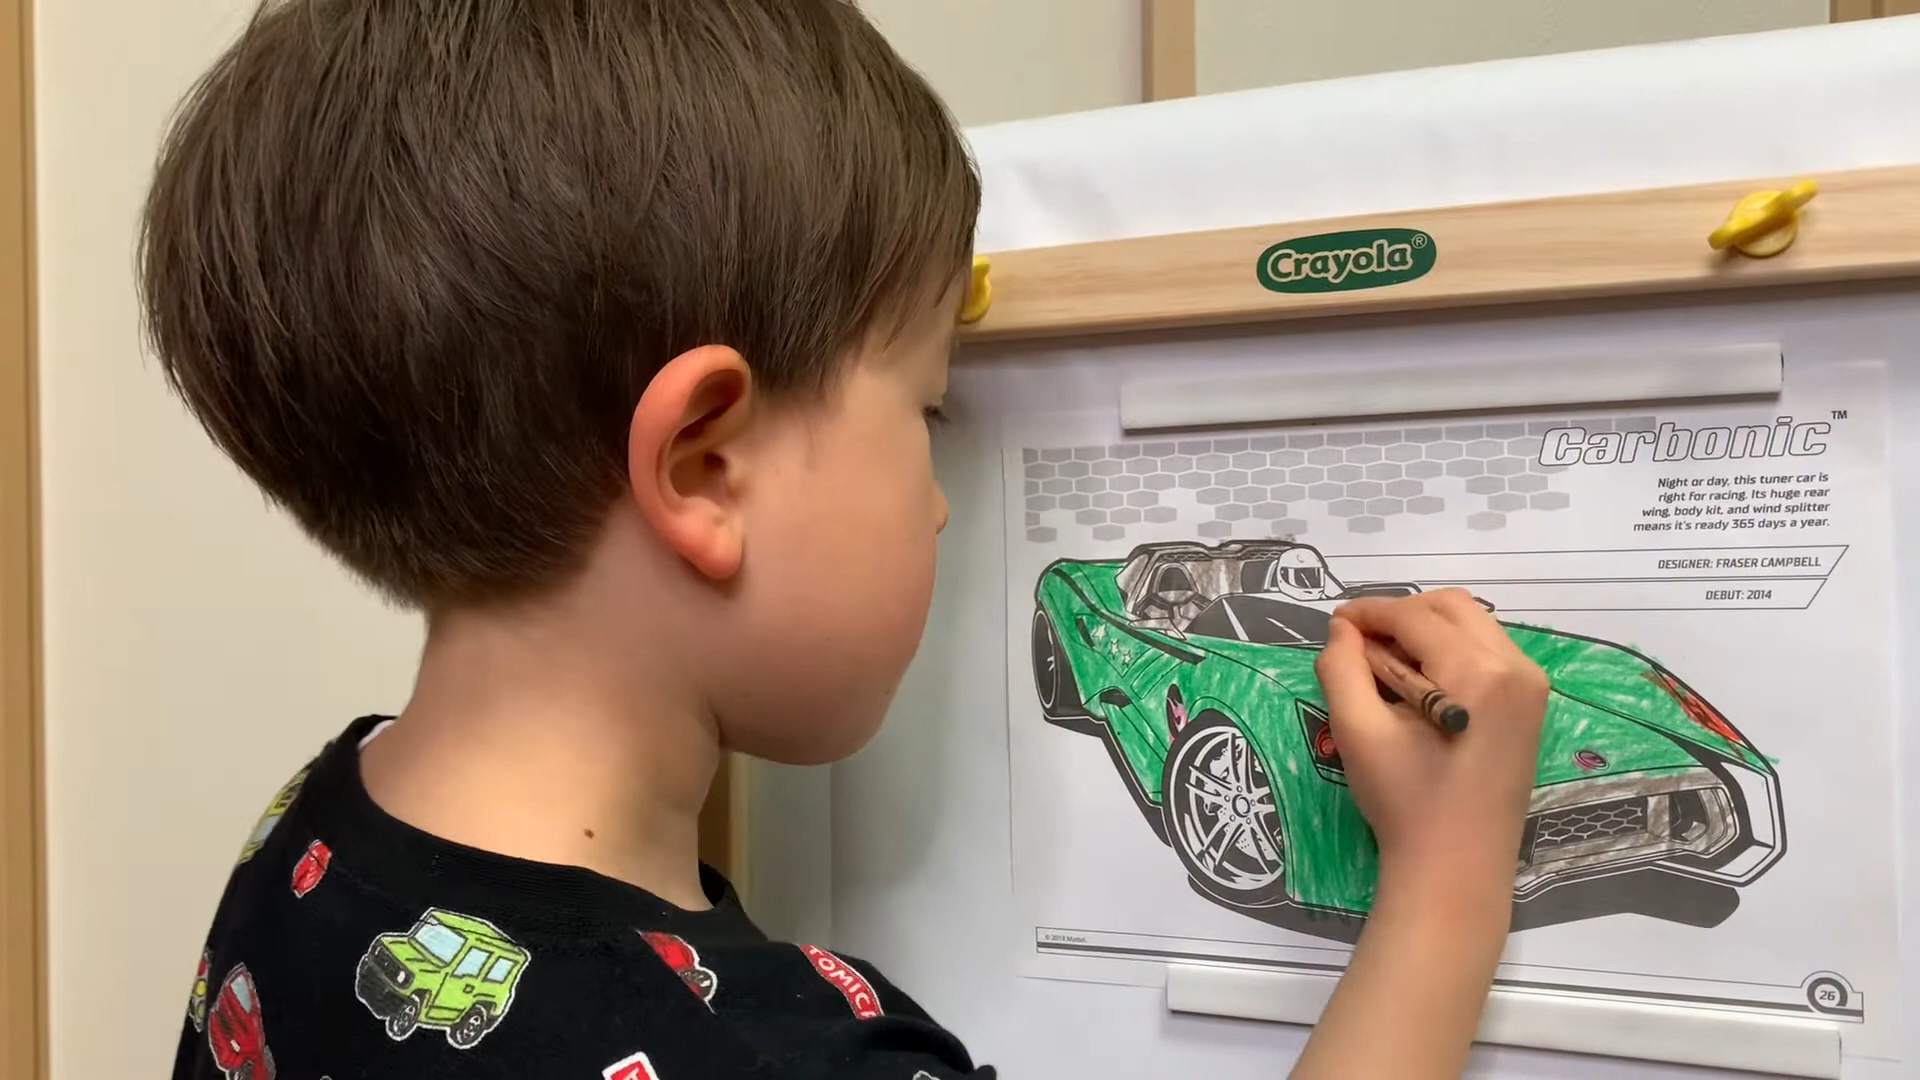 Crayola®
Carbonic™
Night or day, this tuner car is
right for racing. Its huge rear
wing, body kit, and wind splitter
means it's ready 365 days a year.
DESIGNER: FRASER CAMPBELL
DEBUT: 2014
TOMICA
26